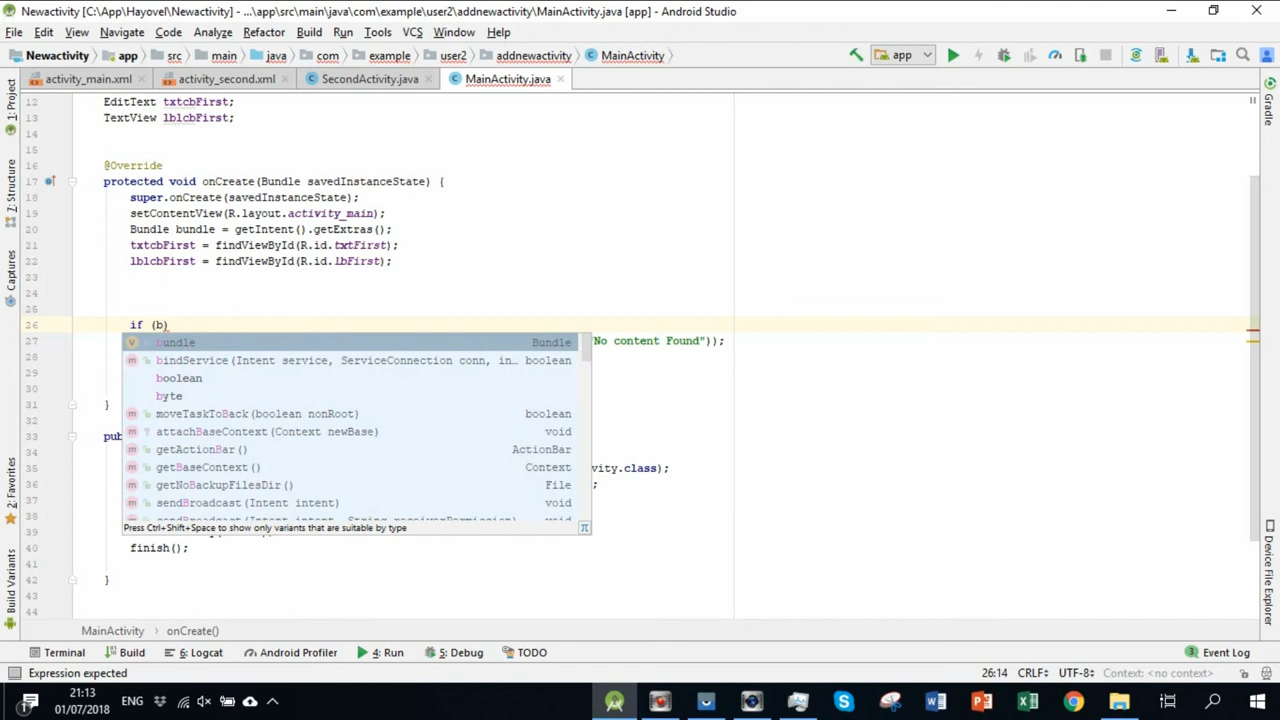 Newactivity [C:\App\Hayovel\Newactivity] - ...\app\src\main\java\com\example\user2\addnewactivity\MainActivity.java [app] - Android Studio
File Edit View Navigate Code Analyze Refactor Build Run Tools VCS Window Help
Newactivity app src main java com example user2 addnewactivity MainActivity app
activity_main.xml activity_second.xml SecondActivity.java MainActivity.java
1: Project
Z: Structure
Captures
2: Favorites
Build Variants
Gradle
Device File Explorer
12 EditText txtcbFirst;
13 TextView lblcbFirst;
14
15
16 @Override
17 protected void onCreate(Bundle savedInstanceState) {
18 super.onCreate(savedInstanceState);
19 setContentView(R.layout.activity_main);
20 Bundle bundle = getIntent().getExtras();
21 txtcbFirst = findViewById(R.id.txtFirst);
22 lblcbFirst = findViewById(R.id.lbFirst);
23
24
25
26 if (b)
27 "No content Found"));
28
29
30
31 }
32
33 pub
34
35 ivity.class);
36 ;
37
38
39
40 finish();
41
42 }
43
44
bundle Bundle
bindService(Intent service, ServiceConnection conn, in... boolean
boolean
byte
moveTaskToBack(boolean nonRoot) boolean
attachBaseContext(Context newBase) void
getActionBar() ActionBar
getBaseContext() Context
getNoBackupFilesDir() File
sendBroadcast(Intent intent) void
sendBroadcast(Intent intent, String receiverPermission) void
Press Ctrl+Shift+Space to show only variants that are suitable by type
MainActivity onCreate()
Terminal Build 6: Logcat Android Profiler 4: Run 5: Debug TODO 3 Event Log
Expression expected 26:14 CRLF UTF-8 Context: <no context>
1 21:13 01/07/2018 ENG